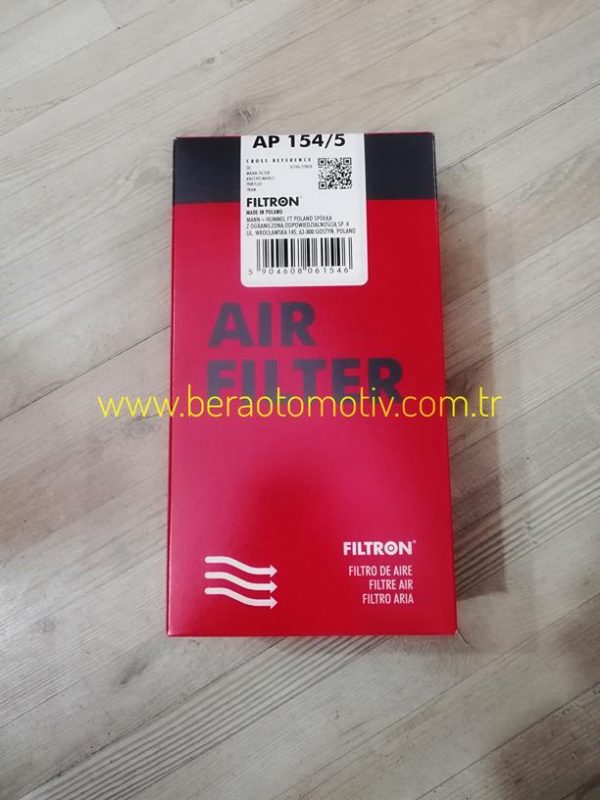 AP 154/5
CROSS REFERENCE
FILTRON®
MADE IN POLAND
MANN + HUMMEL FT POLAND SPÓŁKA
Z OGRANICZONĄ ODPOWIEDZIALNOŚCIĄ SP. K.
UL. WROCŁAWSKA 145, 63-800 GOSTYŃ, POLAND
5 904608 061546
AIR
FILTER
www.beraotomotiv.com.tr
FILTRON®
FILTRO DE AIRE
FILTRE AIR
FILTRO ARIA